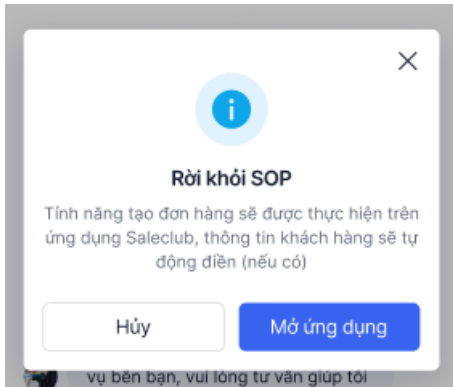 Rời khỏi SOP
Tính năng tạo đơn hàng sẽ được thực hiện trên
ứng dụng Saleclub, thông tin khách hàng sẽ tự
động điền (nếu có)
Hủy
Mở ứng dụng
vụ bên bạn, vui lòng tư vấn giúp tôi